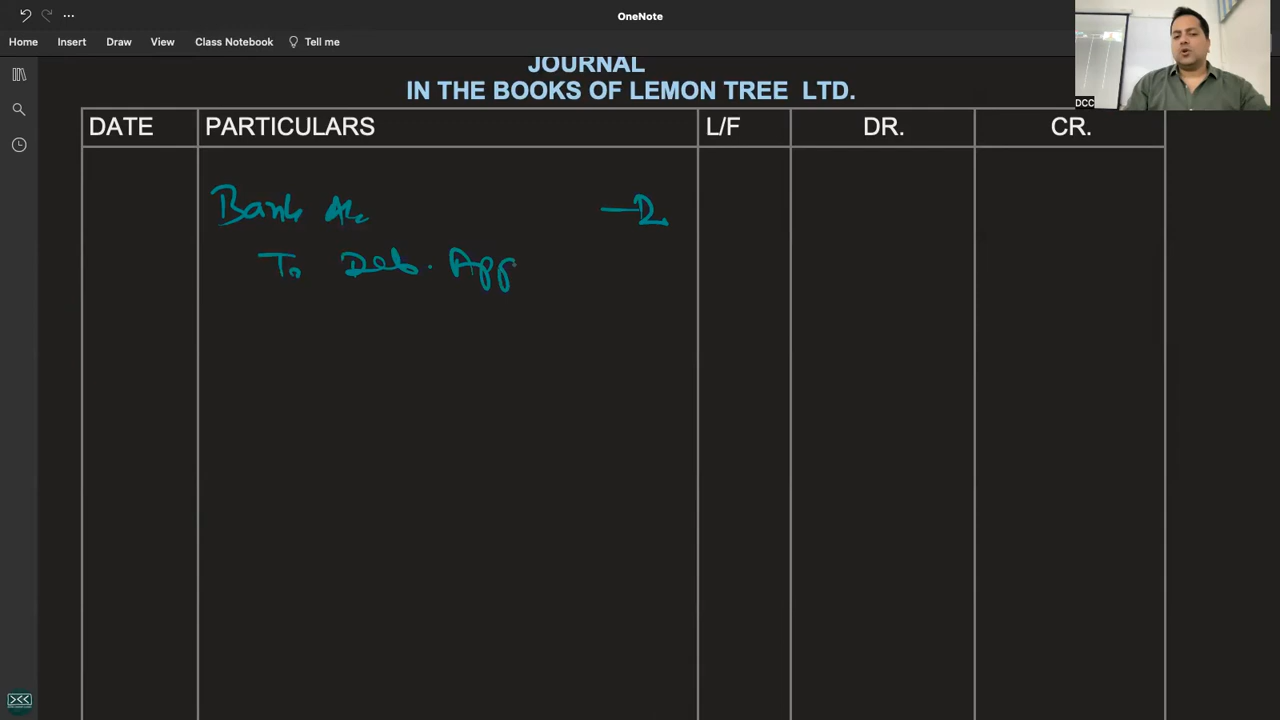 OneNote
Home Insert Draw View Class Notebook Tell me
JOURNAL
IN THE BOOKS OF LEMON TREE LTD.
DCC
DATE PARTICULARS L/F DR. CR.
Bank A/c —D
To Deb. App